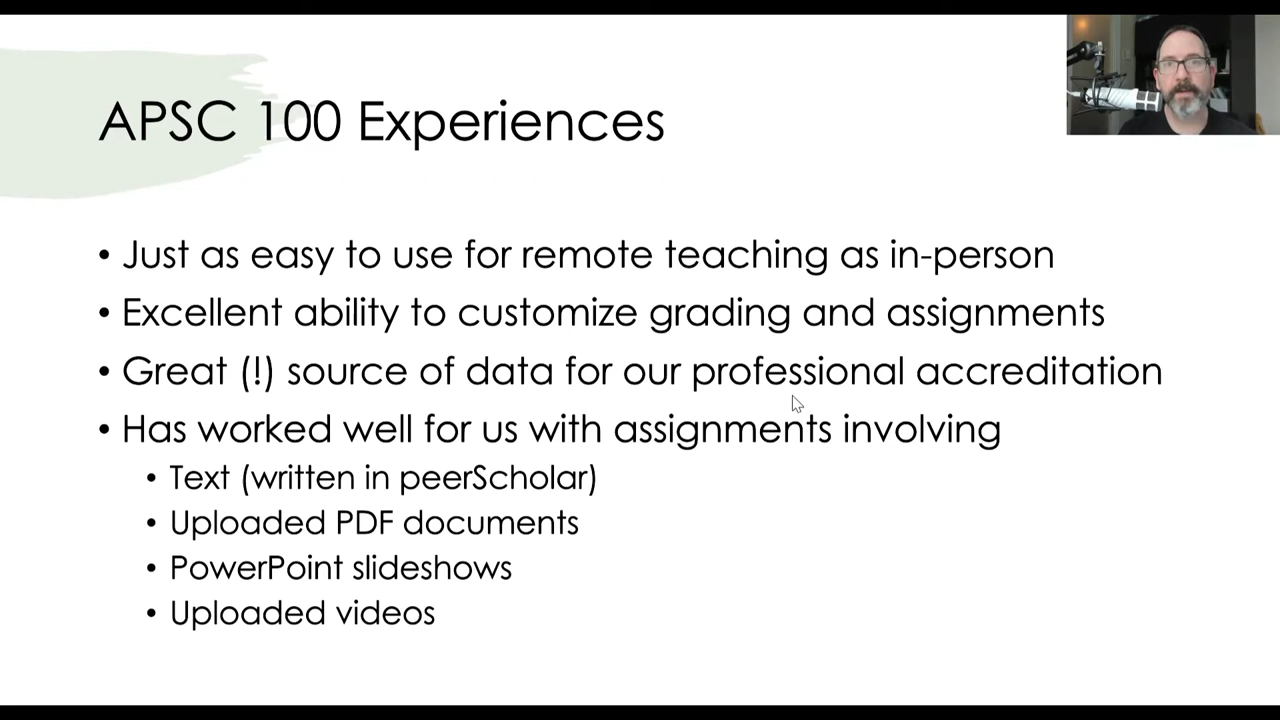 APSC 100 Experiences
• Just as easy to use for remote teaching as in-person
• Excellent ability to customize grading and assignments
• Great (!) source of data for our professional accreditation
• Has worked well for us with assignments involving
• Text (written in peerScholar)
• Uploaded PDF documents
• PowerPoint slideshows
• Uploaded videos